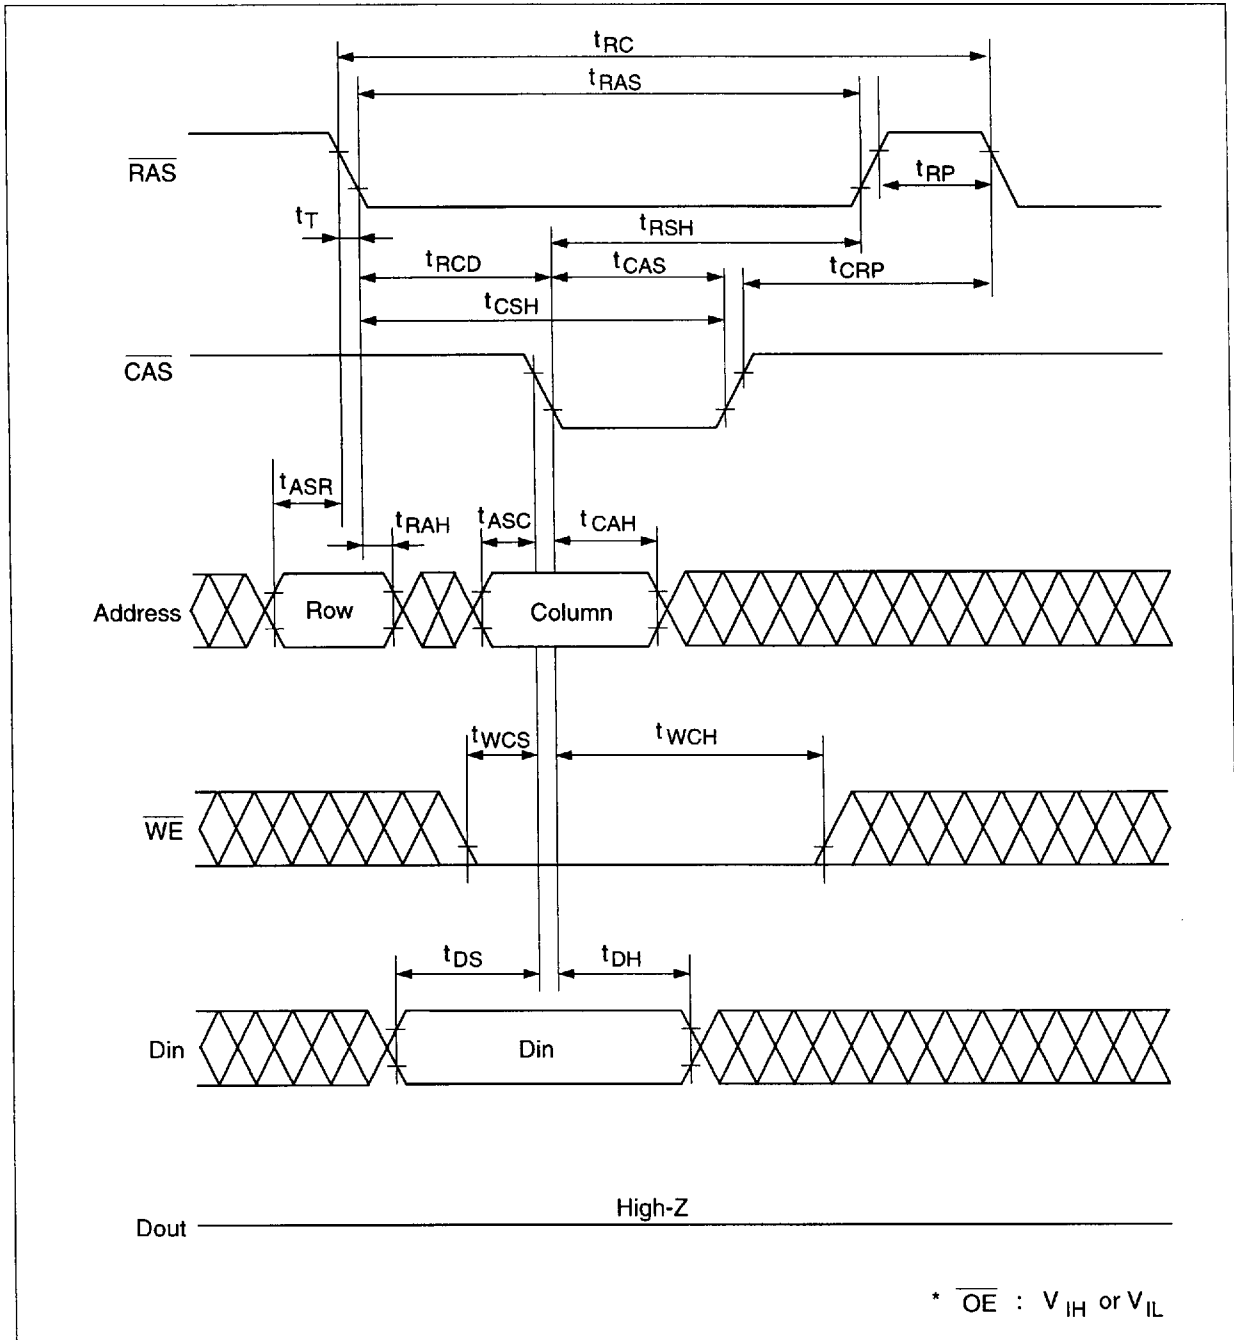 tRC
tRAS
RAS
tRP
tT
tRSH
tRCD
tCAS
tCRP
tCSH
CAS
tASR
tRAH
tASC
tCAH
Address
Row
Column
tWCS
tWCH
WE
tDS
tDH
Din
Din
High-Z
Dout
* OE : VIH or VIL